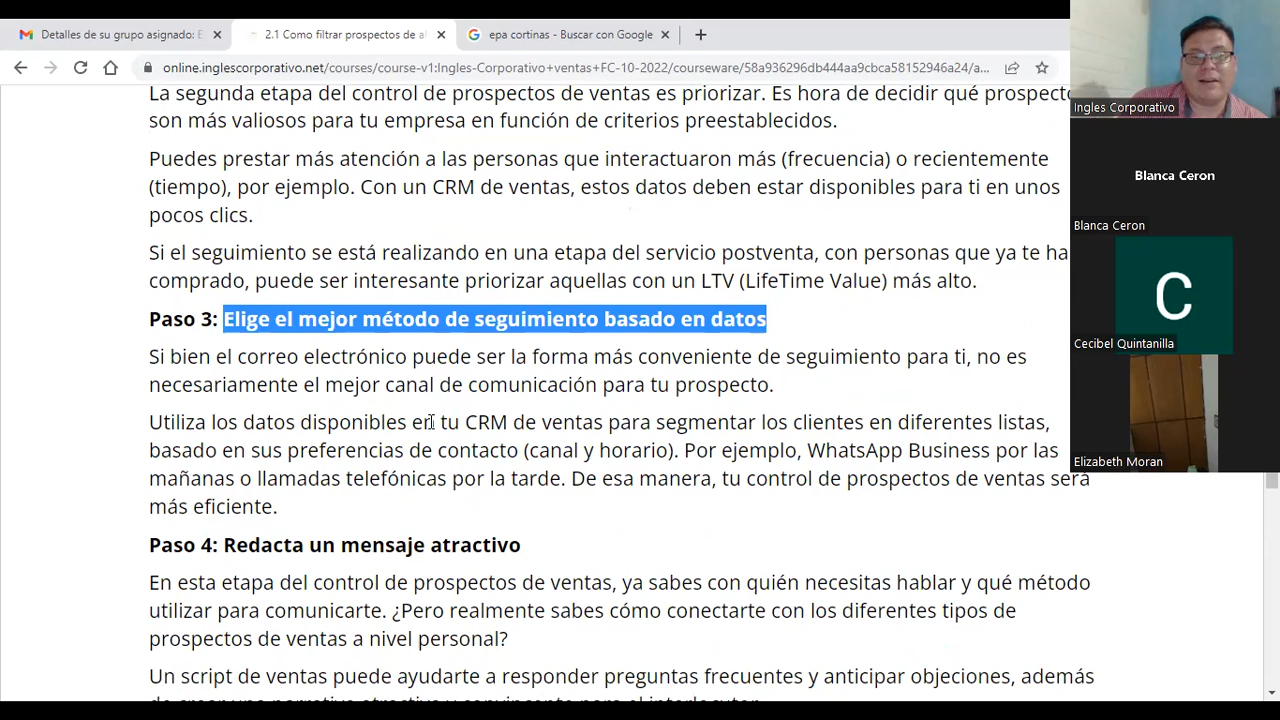 Detalles de su grupo asignado: E
2.1 Como filtrar prospectos de al
epa cortinas - Buscar con Google
online.inglescorporativo.net/courses/course-v1:Ingles-Corporativo+ventas+FC-10-2022/courseware/58a936296db444aa9cbca58152946a24/a...
La segunda etapa del control de prospectos de ventas es priorizar. Es hora de decidir qué prospecto
son más valiosos para tu empresa en función de criterios preestablecidos.
Puedes prestar más atención a las personas que interactuaron más (frecuencia) o recientemente
(tiempo), por ejemplo. Con un CRM de ventas, estos datos deben estar disponibles para ti en unos
pocos clics.
Si el seguimiento se está realizando en una etapa del servicio postventa, con personas que ya te ha
comprado, puede ser interesante priorizar aquellas con un LTV (LifeTime Value) más alto.
Paso 3: Elige el mejor método de seguimiento basado en datos
Si bien el correo electrónico puede ser la forma más conveniente de seguimiento para ti, no es
necesariamente el mejor canal de comunicación para tu prospecto.
Utiliza los datos disponibles en tu CRM de ventas para segmentar los clientes en diferentes listas,
basado en sus preferencias de contacto (canal y horario). Por ejemplo, WhatsApp Business por las
mañanas o llamadas telefónicas por la tarde. De esa manera, tu control de prospectos de ventas será
más eficiente.
Paso 4: Redacta un mensaje atractivo
En esta etapa del control de prospectos de ventas, ya sabes con quién necesitas hablar y qué método
utilizar para comunicarte. ¿Pero realmente sabes cómo conectarte con los diferentes tipos de
prospectos de ventas a nivel personal?
Un script de ventas puede ayudarte a responder preguntas frecuentes y anticipar objeciones, además
Ingles Corporativo
Blanca Ceron
Blanca Ceron
C
Cecibel Quintanilla
Elizabeth Moran